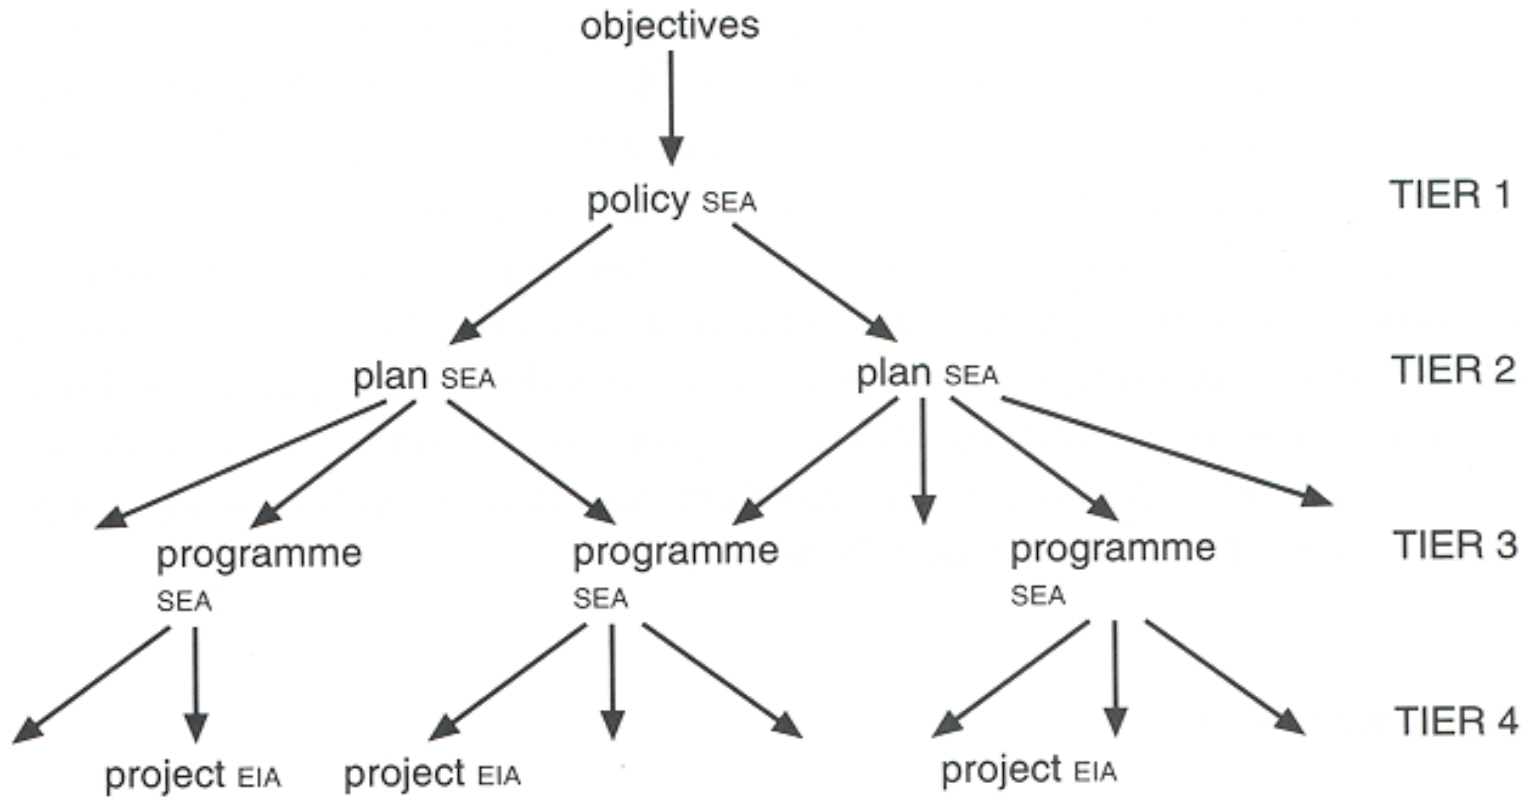 objectives
policy SEA TIER 1
plan SEA plan SEA TIER 2
programme programme programme TIER 3
SEA SEA SEA
TIER 4
project EIA project EIA project EIA